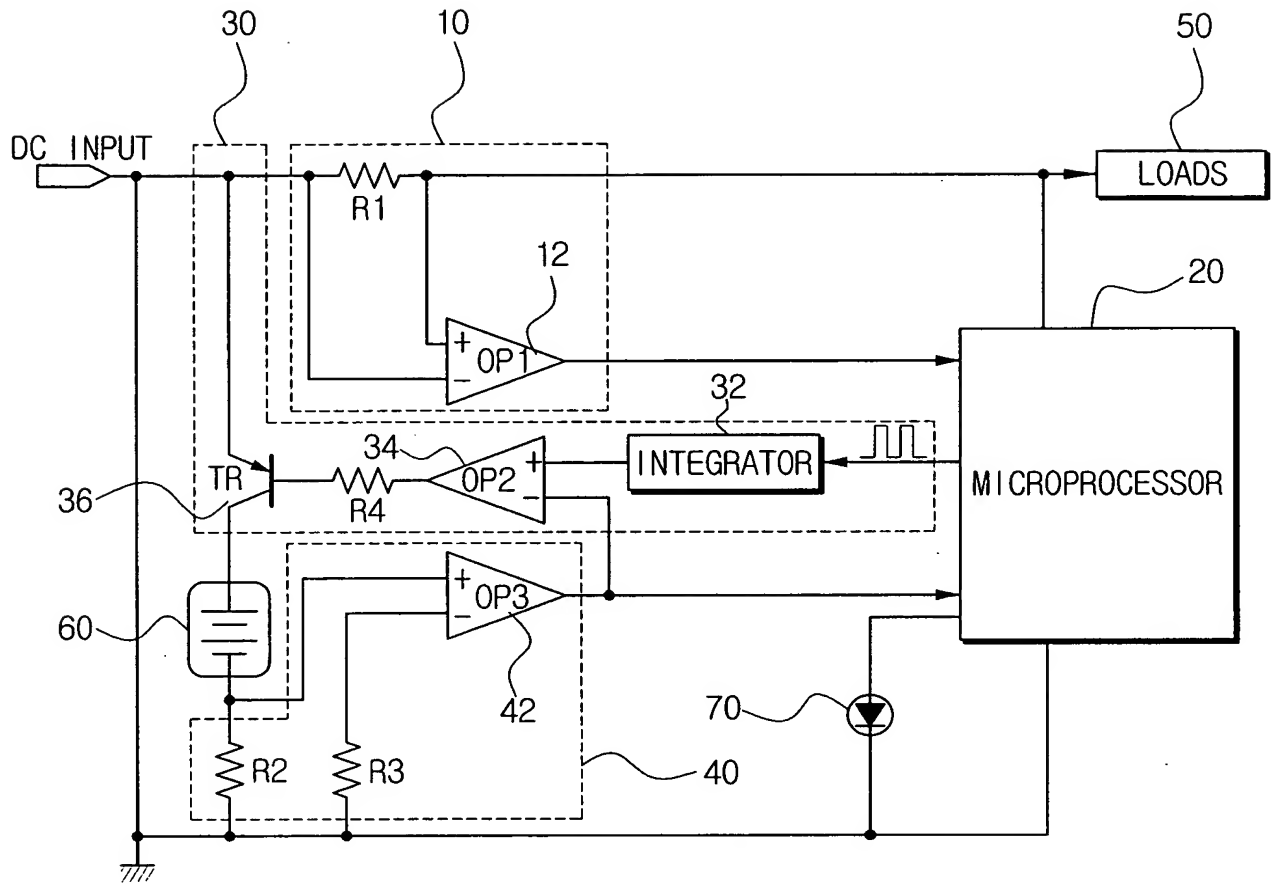 30
10
50
DC INPUT
R1
LOADS
12
20
+
OP1
−
32
34
INTEGRATOR
+
OP2
−
MICROPROCESSOR
TR
R4
36
+
OP3
−
60
42
70
R2
R3
40